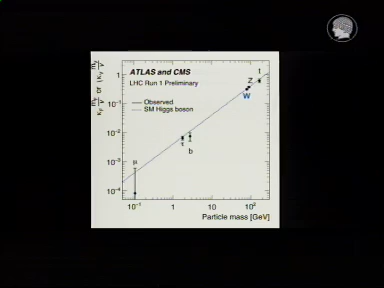 ATLAS and CMS
LHC Run 1 Preliminary
Observed
SM Higgs boson
t
Z
W
μ
τ
b
1
10⁻¹
10⁻²
10⁻³
10⁻⁴
10⁻¹ 1 10 10²
Particle mass [GeV]